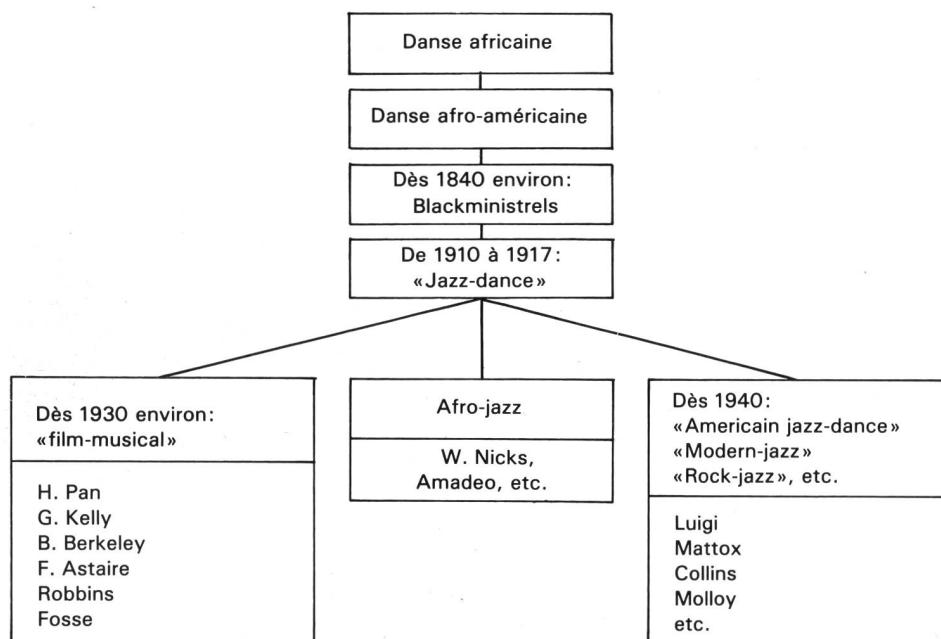 Danse africaine
Danse afro-américaine
Dès 1840 environ:
Blackministrels
De 1910 à 1917:
«Jazz-dance»
Dès 1930 environ:
«film-musical»
H. Pan
G. Kelly
B. Berkeley
F. Astaire
Robbins
Fosse
Afro-jazz
W. Nicks,
Amadeo, etc.
Dès 1940:
«Americain jazz-dance»
«Modern-jazz»
«Rock-jazz», etc.
Luigi
Mattox
Collins
Molloy
etc.